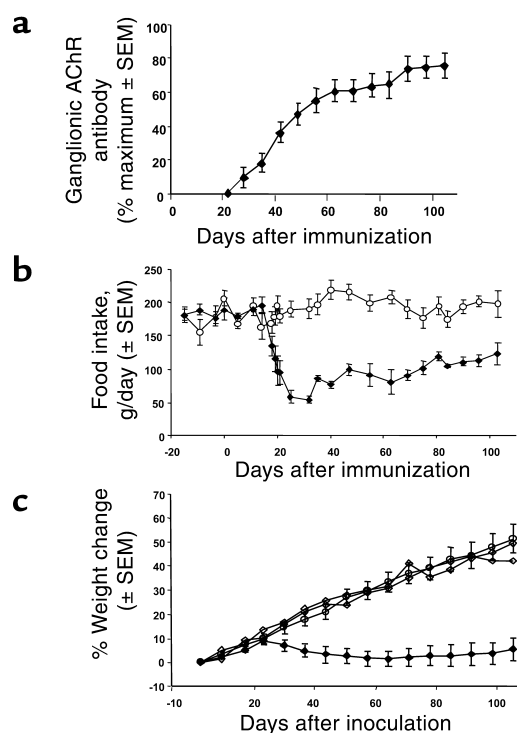 a
Ganglionic AChR
antibody
(% maximum ± SEM)
100
80
60
40
20
0
0 20 40 60 80 100
Days after immunization
b
Food intake,
g/day (± SEM)
250
200
150
100
50
0
-20 0 20 40 60 80 100
Days after immunization
c
% Weight change
(± SEM)
70
60
50
40
30
20
10
0
-10
-10 20 40 60 80 100
Days after inoculation